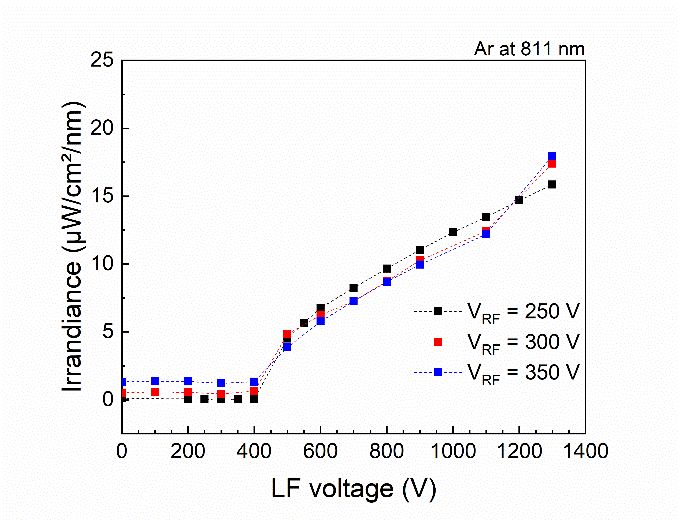 Ar at 811 nm
25
20
15
10
5
0
Irrandiance (µW/cm²/nm)
V_RF = 250 V
V_RF = 300 V
V_RF = 350 V
0 200 400 600 800 1000 1200 1400
LF voltage (V)